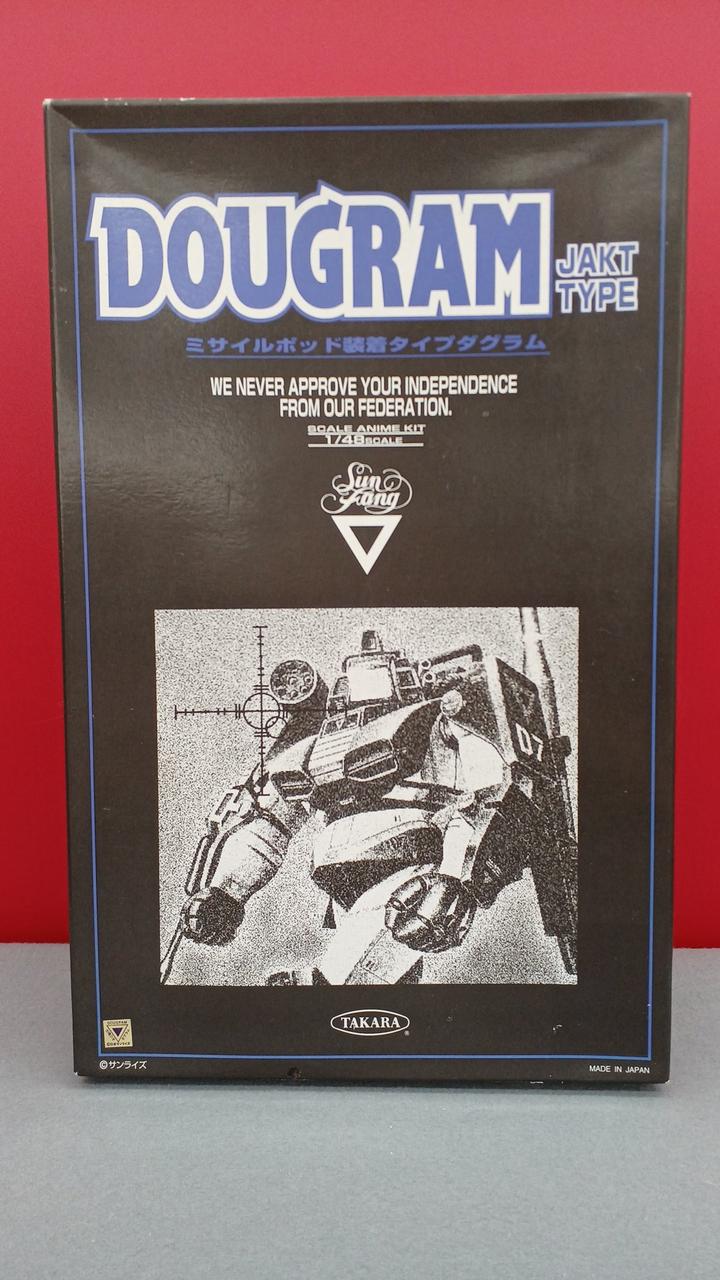 DOUGRAM
JAKT
TYPE
ミサイルポッド装着タイプダグラム
WE NEVER APPROVE YOUR INDEPENDENCE
FROM OUR FEDERATION.
SCALE ANIME KIT
1/48SCALE
Sun
Fang
07
TAKARA®
DOUGRAM
©サンライズ
MADE IN JAPAN